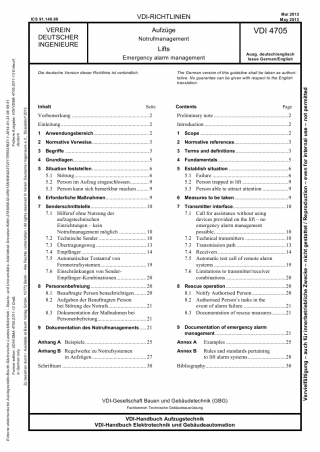 ICS 91.140.90
VDI-RICHTLINIEN
Mai 2013
May 2013
VEREIN
DEUTSCHER
INGENIEURE
Aufzüge
Notrufmanagement
Lifts
Emergency alarm management
VDI 4705
Ausg. deutsch/englisch
Issue German/English
Die deutsche Version dieser Richtlinie ist verbindlich.
The German version of this guideline shall be taken as authoritative. No guarantee can be given with respect to the English translation.
Inhalt Seite
Vorbemerkung 2
Einleitung 2
1 Anwendungsbereich 2
2 Normative Verweise 3
3 Begriffe 3
4 Grundlagen 5
5 Situation feststellen 6
5.1 Störung 6
5.2 Person im Aufzug eingeschlossen 9
5.3 Person kann sich bemerkbar machen 9
6 Erforderliche Maßnahmen 9
7 Sendeschnittstelle 10
7.1 Hilferuf ohne Nutzung der
aufzugstechnischen
Einrichtungen – kein
Notrufmanagement möglich 10
7.2 Technische Sender 10
7.3 Übertragungsweg 13
7.4 Empfänger 14
7.5 Automatischer Testanruf von
Fernnotrufsystemen 19
7.6 Einschränkungen von Sender-
Empfänger-Kombinationen 20
8 Personenbefreiung 20
8.1 Beauftragte Person benachrichtigen 20
8.2 Aufgaben der Beauftragten Person
bei Störung des Notrufs 21
8.3 Dokumentation der Maßnahmen bei
Personenbefreiung 21
9 Dokumentation des Notrufmanagements 21
Anhang A Beispiele 25
Anhang B Regelwerke zu Notrufsystemen
in Aufzügen 27
Schrifttum 30
Contents Page
Preliminary note 2
Introduction 2
1 Scope 2
2 Normative references 3
3 Terms and definitions 3
4 Fundamentals 5
5 Establish situation 6
5.1 Failure 6
5.2 Person trapped in lift 9
5.3 Person able to attract attention 9
6 Measures to be taken 9
7 Transmitter interface 10
7.1 Call for assistance without using
devices provided on the lift – no
emergency alarm management
possible 10
7.2 Technical transmitters 10
7.3 Transmission path 13
7.4 Receivers 14
7.5 Automatic test call of remote alarm
systems 19
7.6 Limitations to transmitter/receiver
combinations 20
8 Rescue operation 20
8.1 Notify Authorised Person 20
8.2 Authorised Person's tasks in the
event of alarm failure 21
8.3 Documentation of rescue measures 21
9 Documentation of emergency alarm
management 21
Annex A Examples 25
Annex B Rules and standards pertaining
to lift alarm systems 28
Bibliography 30
VDI-Gesellschaft Bauen und Gebäudetechnik (GBG)
Fachbereich Technische Gebäudeausrüstung
VDI-Handbuch Aufzugstechnik
VDI-Handbuch Elektrotechnik und Gebäudeautomation
Vervielfältigung – auch für innerbetriebliche Zwecke – nicht gestattet / Reproduction – even for internal use – not permitted